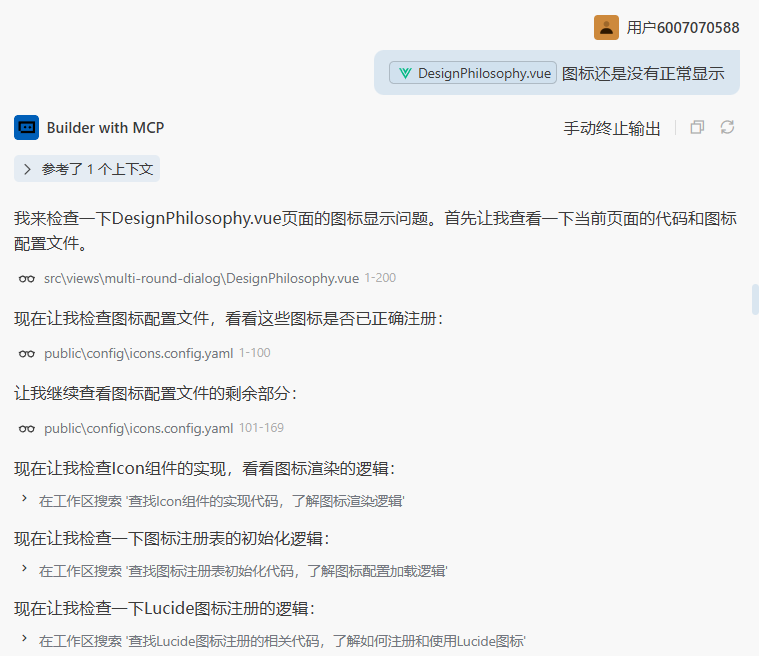 用户6007070588
DesignPhilosophy.vue 图标还是没有正常显示
Builder with MCP
手动终止输出
参考了 1 个上下文
我来检查一下DesignPhilosophy.vue页面的图标显示问题。首先让我查看一下当前页面的代码和图标
配置文件。
src\views\multi-round-dialog\DesignPhilosophy.vue 1-200
现在让我检查图标配置文件，看看这些图标是否已正确注册：
public\config\icons.config.yaml 1-100
让我继续查看图标配置文件的剩余部分：
public\config\icons.config.yaml 101-169
现在让我检查Icon组件的实现，看看图标渲染的逻辑：
在工作区搜索 '查找Icon组件的实现代码，了解图标渲染逻辑'
现在让我检查一下图标注册表的初始化逻辑：
在工作区搜索 '查找图标注册表初始化代码，了解图标配置加载逻辑'
现在让我检查一下Lucide图标注册的逻辑：
在工作区搜索 '查找Lucide图标注册的相关代码，了解如何注册和使用Lucide图标'